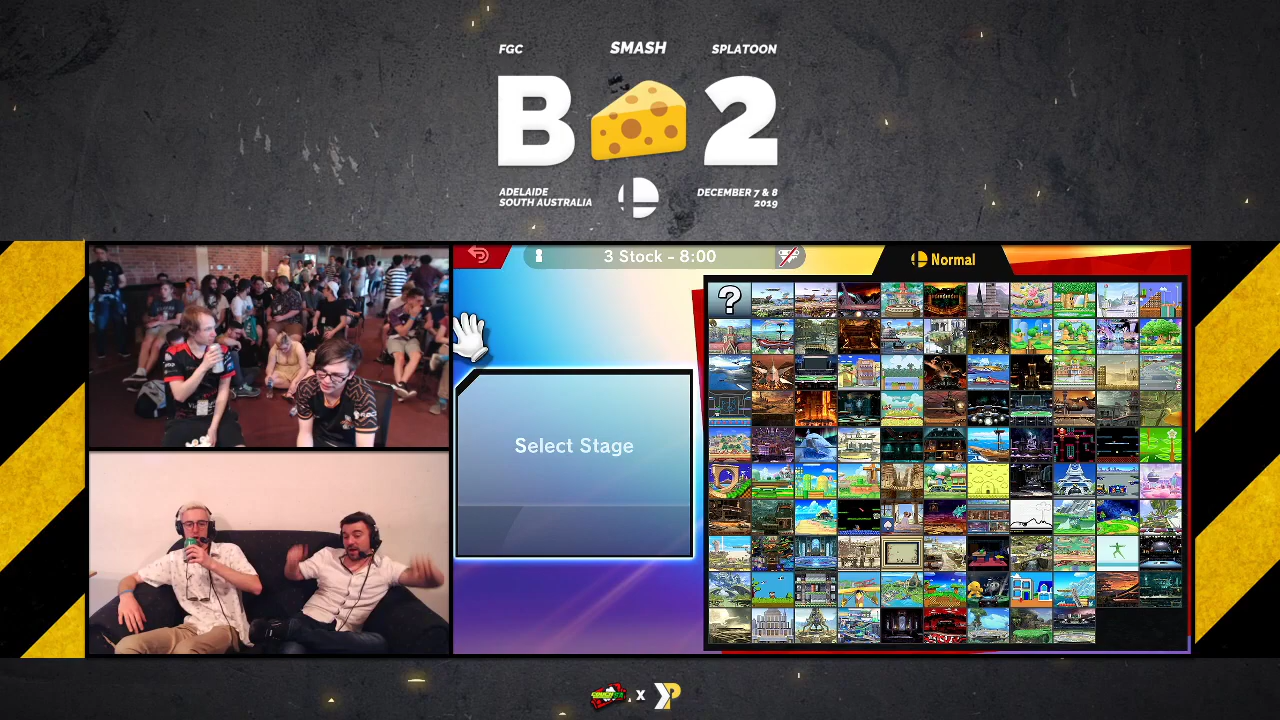 FGC
SMASH
SPLATOON
B 2
ADELAIDE
SOUTH AUSTRALIA
DECEMBER 7 & 8
2019
3 Stock - 8:00
Normal
?
Select Stage
X